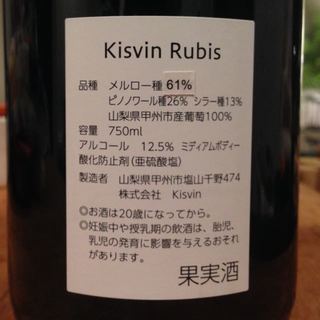 Kisvin Rubis
品種 メルロー種 61%
ピノノワール種26% シラー種13%
山梨県甲州市産葡萄100%
容量 750ml
アルコール 12.5% ミディアムボディー
酸化防止剤(亜硫酸塩)
製造者 山梨県甲州市塩山千野474
株式会社 Kisvin
◎お酒は20歳になってから。
◎妊娠中や授乳期の飲酒は、胎児、
乳児の発育に影響を与えるおそれ
があります。
果実酒